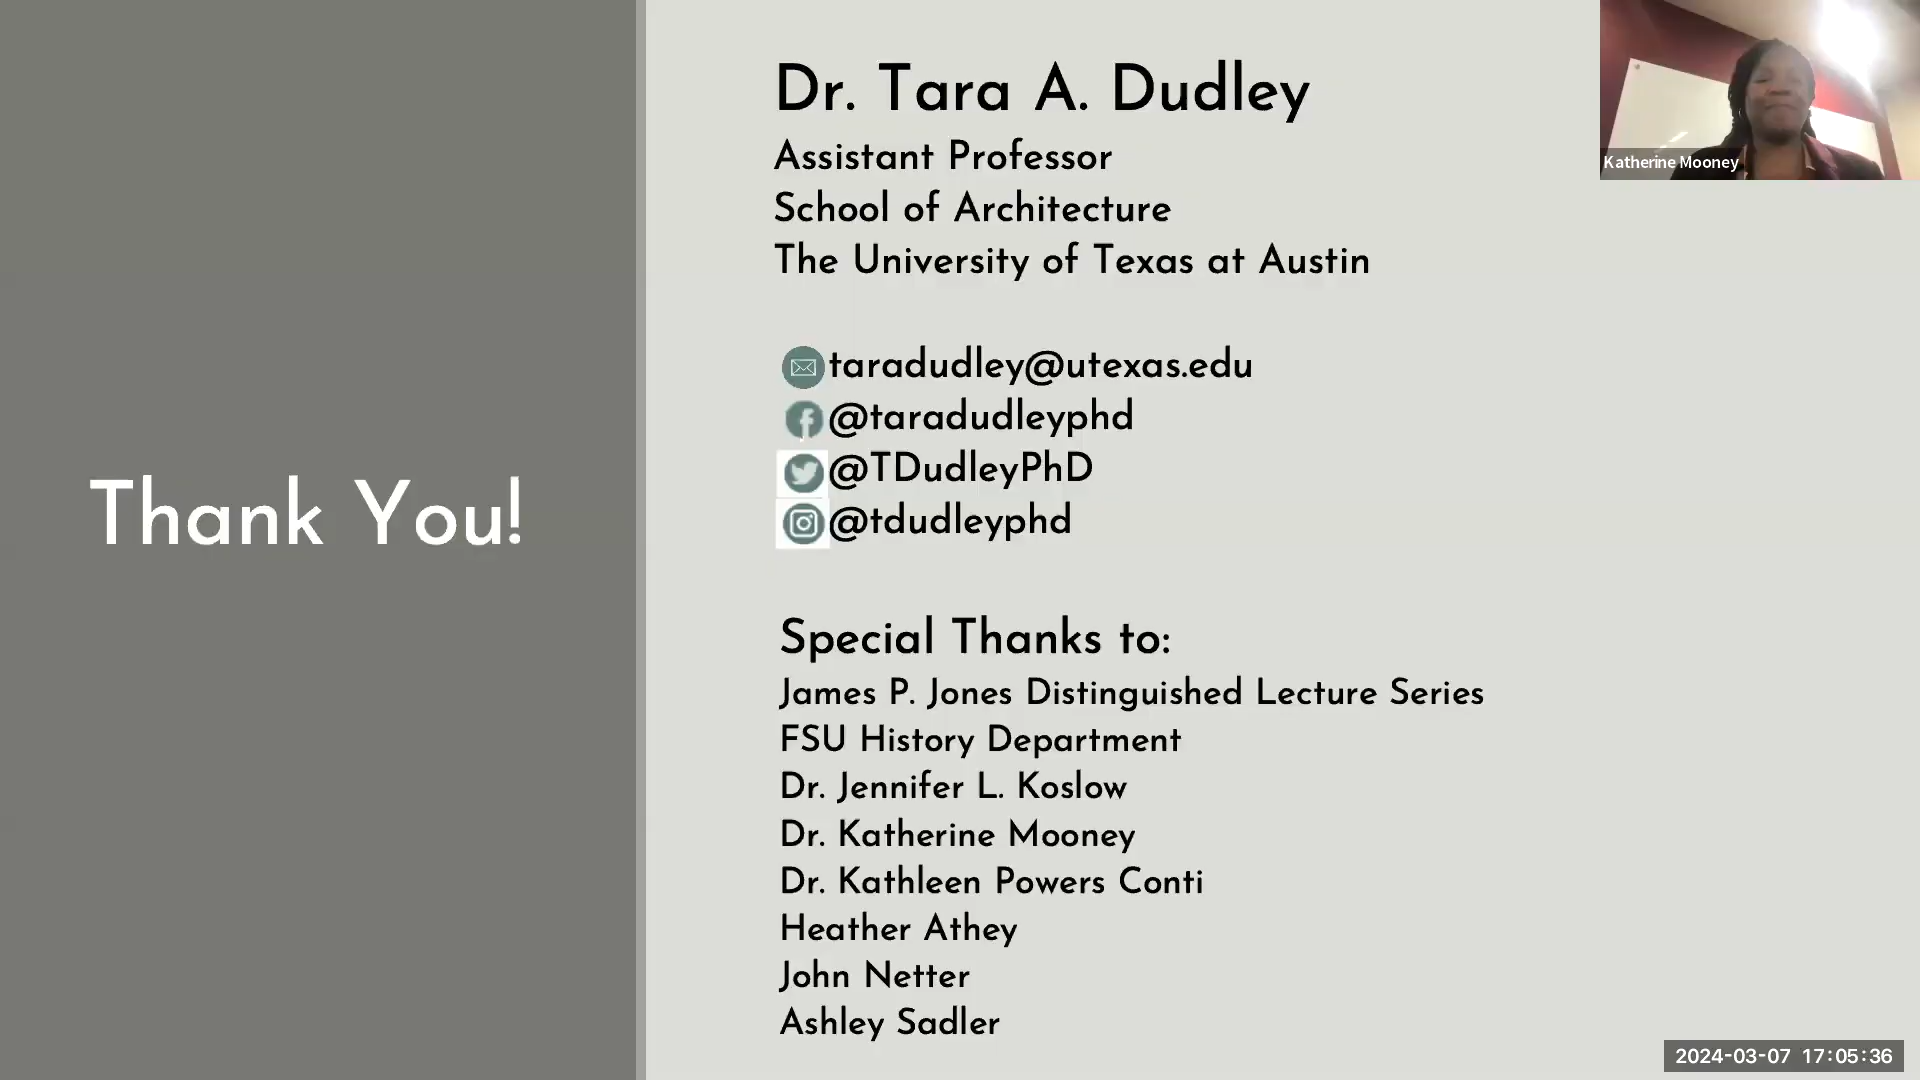 Thank You!
Dr. Tara A. Dudley
Assistant Professor
School of Architecture
The University of Texas at Austin
taradudley@utexas.edu
@taradudleyphd
@TDudleyPhD
@tdudleyphd
Special Thanks to:
James P. Jones Distinguished Lecture Series
FSU History Department
Dr. Jennifer L. Koslow
Dr. Katherine Mooney
Dr. Kathleen Powers Conti
Heather Athey
John Netter
Ashley Sadler
Katherine Mooney
2024-03-07 17:05:36